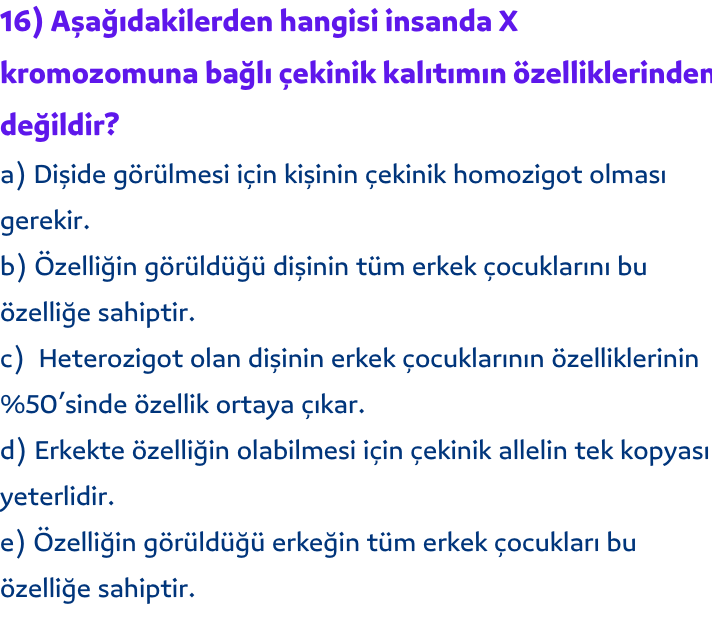 16) Aşağıdakilerden hangisi insanda X
kromozomuna bağlı çekinik kalıtımın özelliklerinden
değildir?
a) Dişide görülmesi için kişinin çekinik homozigot olması
gerekir.
b) Özelliğin görüldüğü dişinin tüm erkek çocuklarını bu
özelliğe sahiptir.
c)  Heterozigot olan dişinin erkek çocuklarının özelliklerinin
%50’sinde özellik ortaya çıkar.
d) Erkekte özelliğin olabilmesi için çekinik allelin tek kopyası
yeterlidir.
e) Özelliğin görüldüğü erkeğin tüm erkek çocukları bu
özelliğe sahiptir.